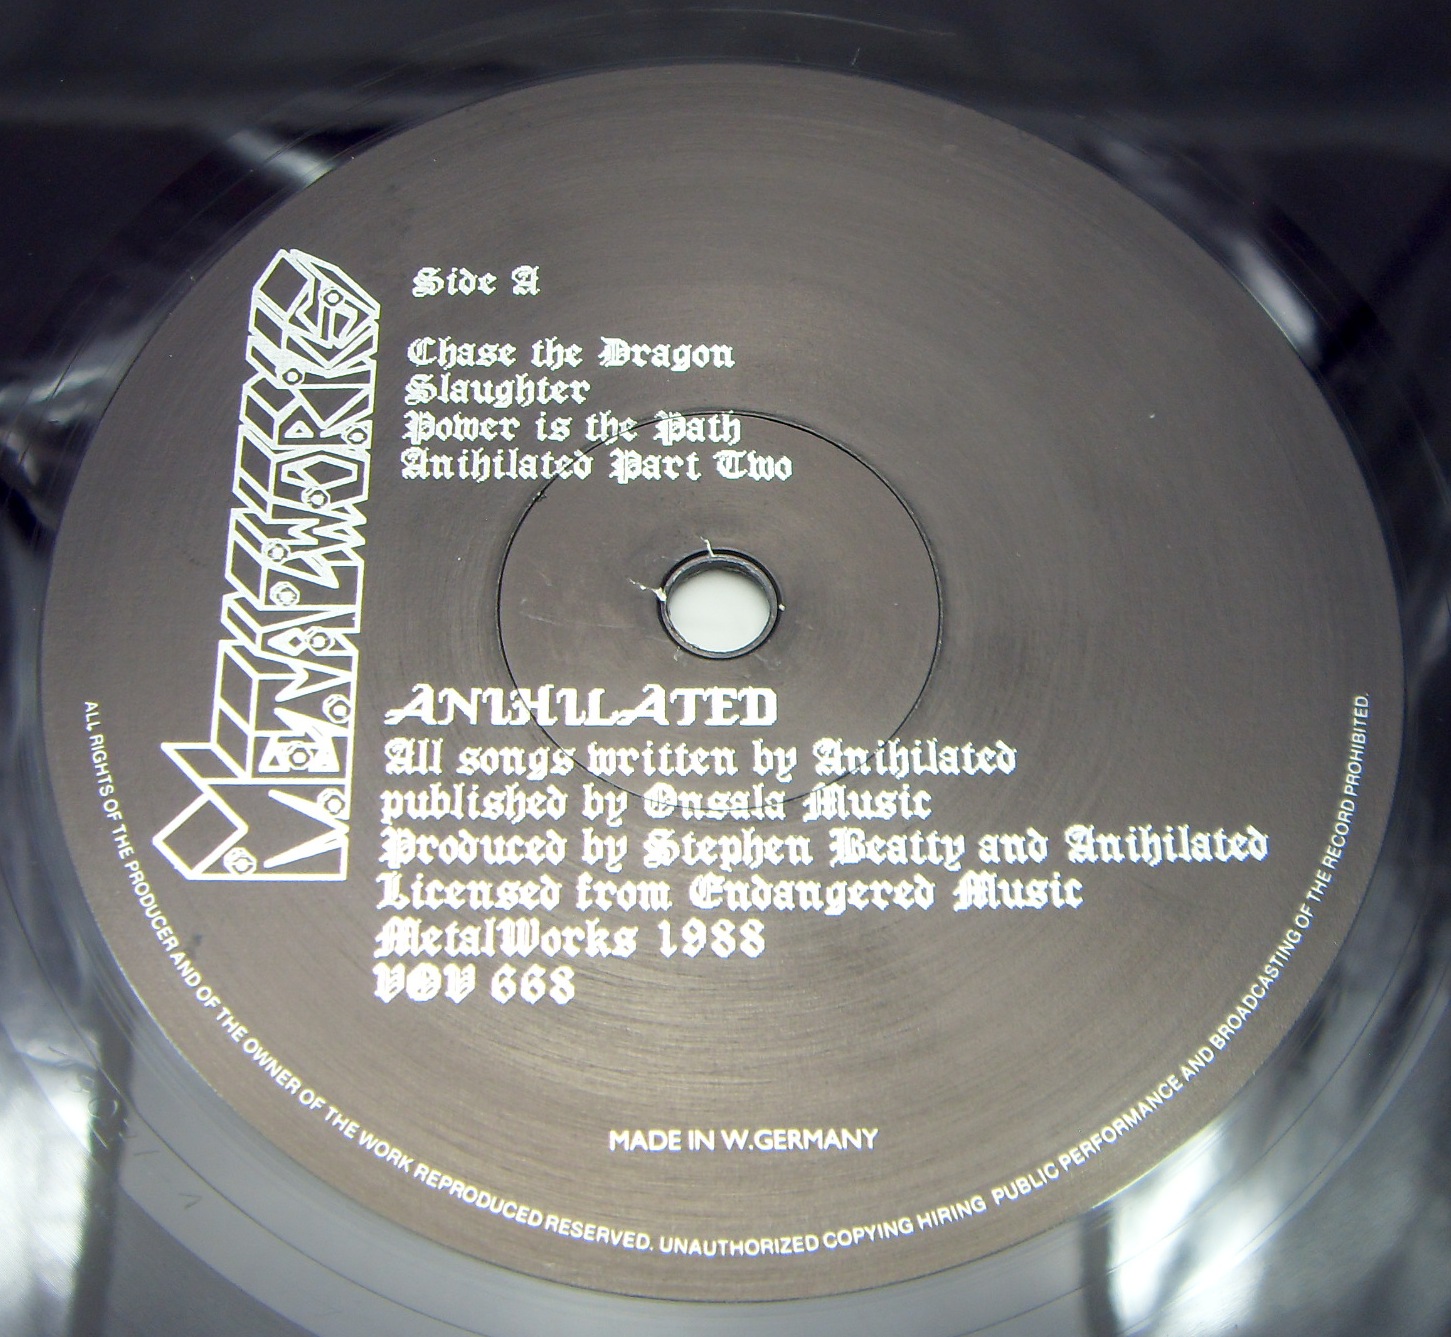 METALWORKS
Side A
Chase the Dragon
Slaughter
Power is the Path
Anihilated Part Two
ANIHILATED
All songs written by Anihilated
published by Onsala Music
Produced by Stephen Beatty and Anihilated
Licensed from Endangered Music
MetalWorks 1988
VOV 668
MADE IN W.GERMANY
ALL RIGHTS OF THE PRODUCER AND OF THE OWNER OF THE WORK REPRODUCED RESERVED. UNAUTHORIZED COPYING HIRING PUBLIC PERFORMANCE AND BROADCASTING OF THE RECORD PROHIBITED.